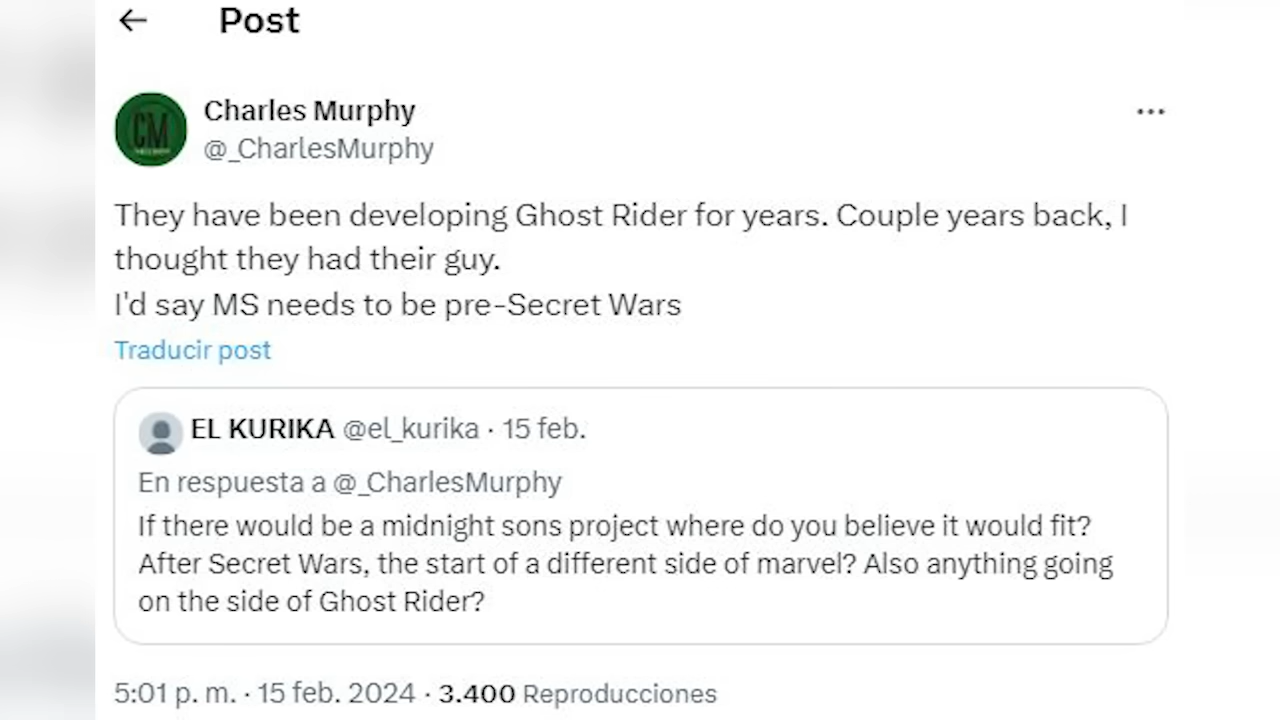 Post
CM
Charles Murphy
@_CharlesMurphy
They have been developing Ghost Rider for years. Couple years back, I
thought they had their guy.
I'd say MS needs to be pre-Secret Wars
Traducir post
EL KURIKA @el_kurika · 15 feb.
En respuesta a @_CharlesMurphy
If there would be a midnight sons project where do you believe it would fit?
After Secret Wars, the start of a different side of marvel? Also anything going
on the side of Ghost Rider?
5:01 p. m. · 15 feb. 2024 · 3.400 Reproducciones